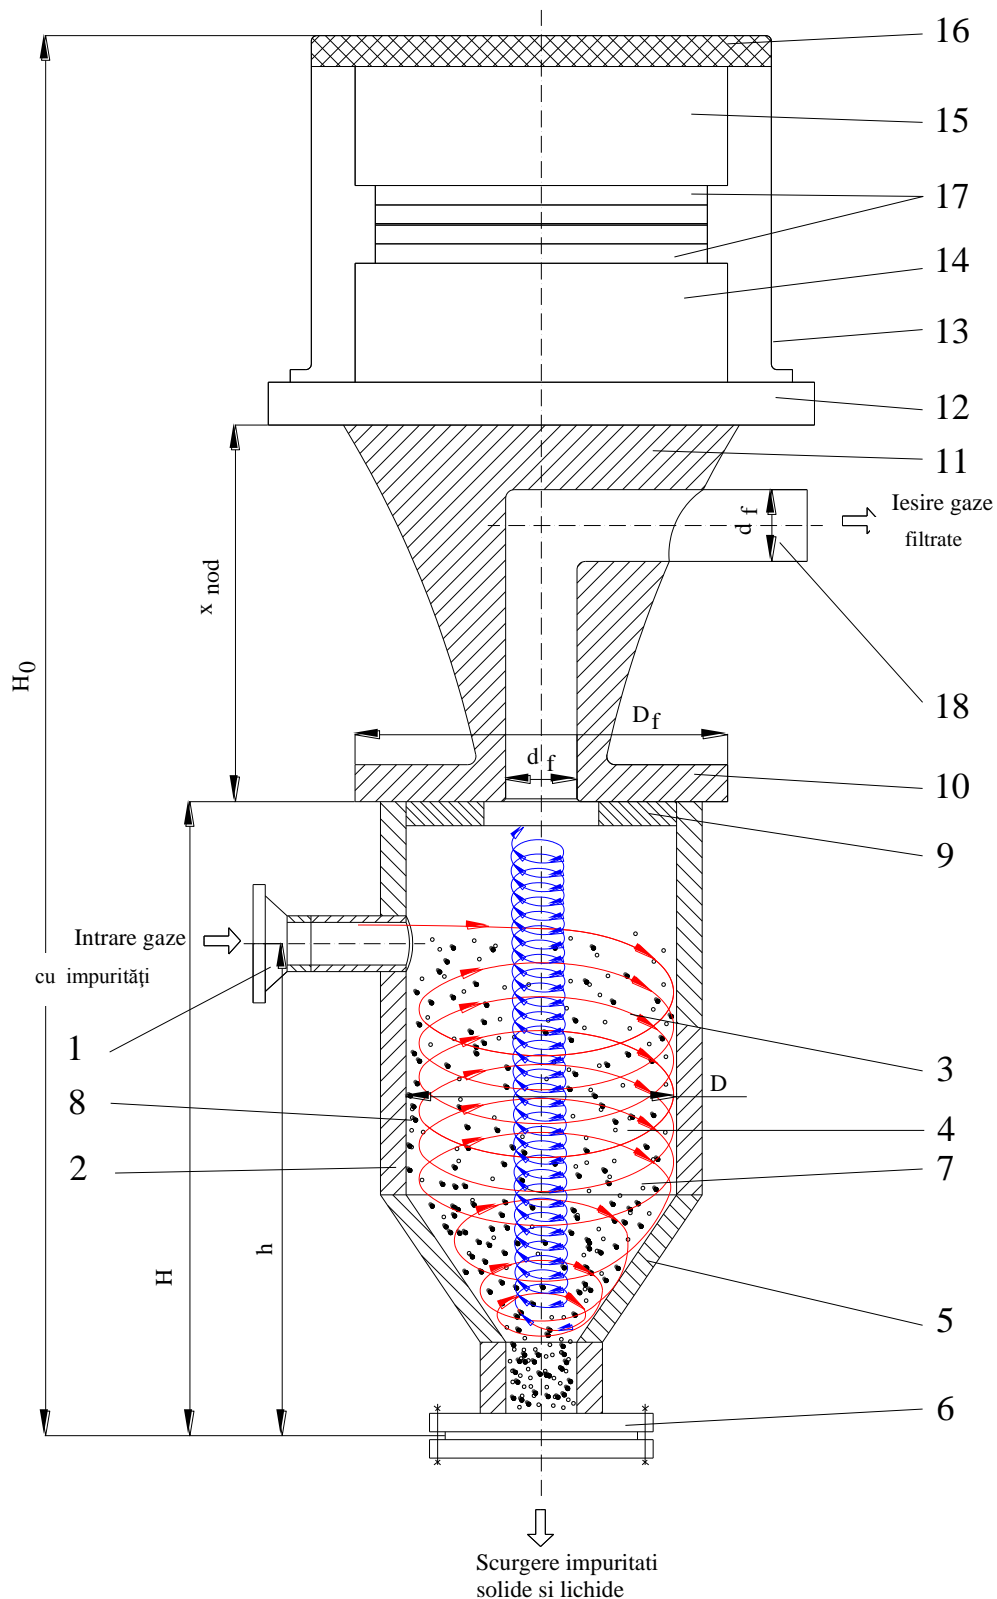 16
15
17
14
13
12
11
Iesire gaze
filtrate
d f
x nod
H0
18
Df
d f
10
9
Intrare gaze
cu impurităţi
1
3
D
8
4
2
7
h
H
5
6
Scurgere impuritati
solide si lichide